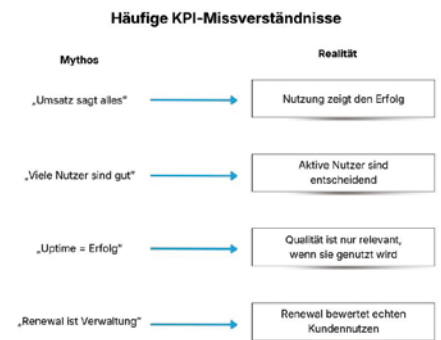 Häufige KPI-Missverständnisse
Mythos
Realität
„Umsatz sagt alles“
Nutzung zeigt den Erfolg
„Viele Nutzer sind gut“
Aktive Nutzer sind
entscheidend
„Uptime = Erfolg“
Qualität ist nur relevant,
wenn sie genutzt wird
„Renewal ist Verwaltung“
Renewal bewertet echten
Kundennutzen